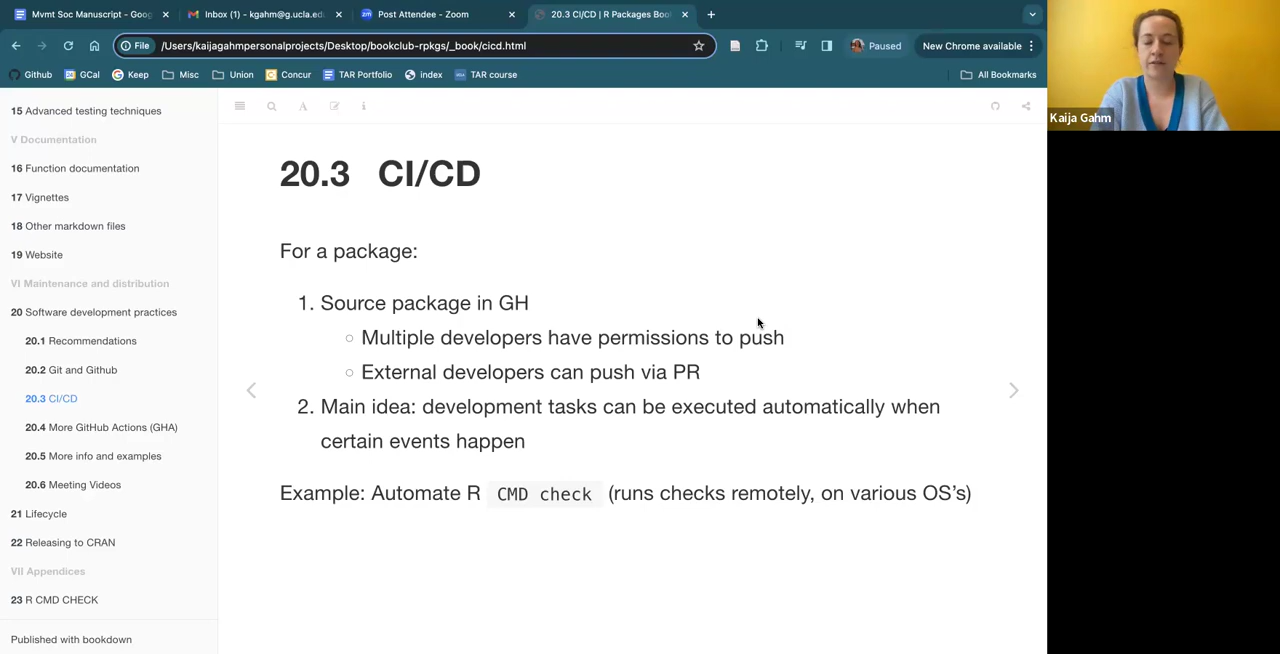 Mvmt Soc Manuscript - Goog
Inbox (1) - kgahm@g.ucla.ed
Post Attendee - Zoom
20.3 CI/CD | R Packages Boo
File
/Users/kaijagahmpersonalprojects/Desktop/bookclub-rpkgs/_book/cicd.html
Paused
New Chrome available
Github
GCal
Keep
Misc
Union
Concur
TAR Portfolio
index
TAR course
All Bookmarks
15 Advanced testing techniques
V Documentation
16 Function documentation
17 Vignettes
18 Other markdown files
19 Website
VI Maintenance and distribution
20 Software development practices
20.1 Recommendations
20.2 Git and Github
20.3 CI/CD
20.4 More GitHub Actions (GHA)
20.5 More info and examples
20.6 Meeting Videos
21 Lifecycle
22 Releasing to CRAN
VII Appendices
23 R CMD CHECK
Published with bookdown
20.3 CI/CD
For a package:
1. Source package in GH
Multiple developers have permissions to push
External developers can push via PR
2. Main idea: development tasks can be executed automatically when
certain events happen
Example: Automate R CMD check (runs checks remotely, on various OS’s)
Kaija Gahm